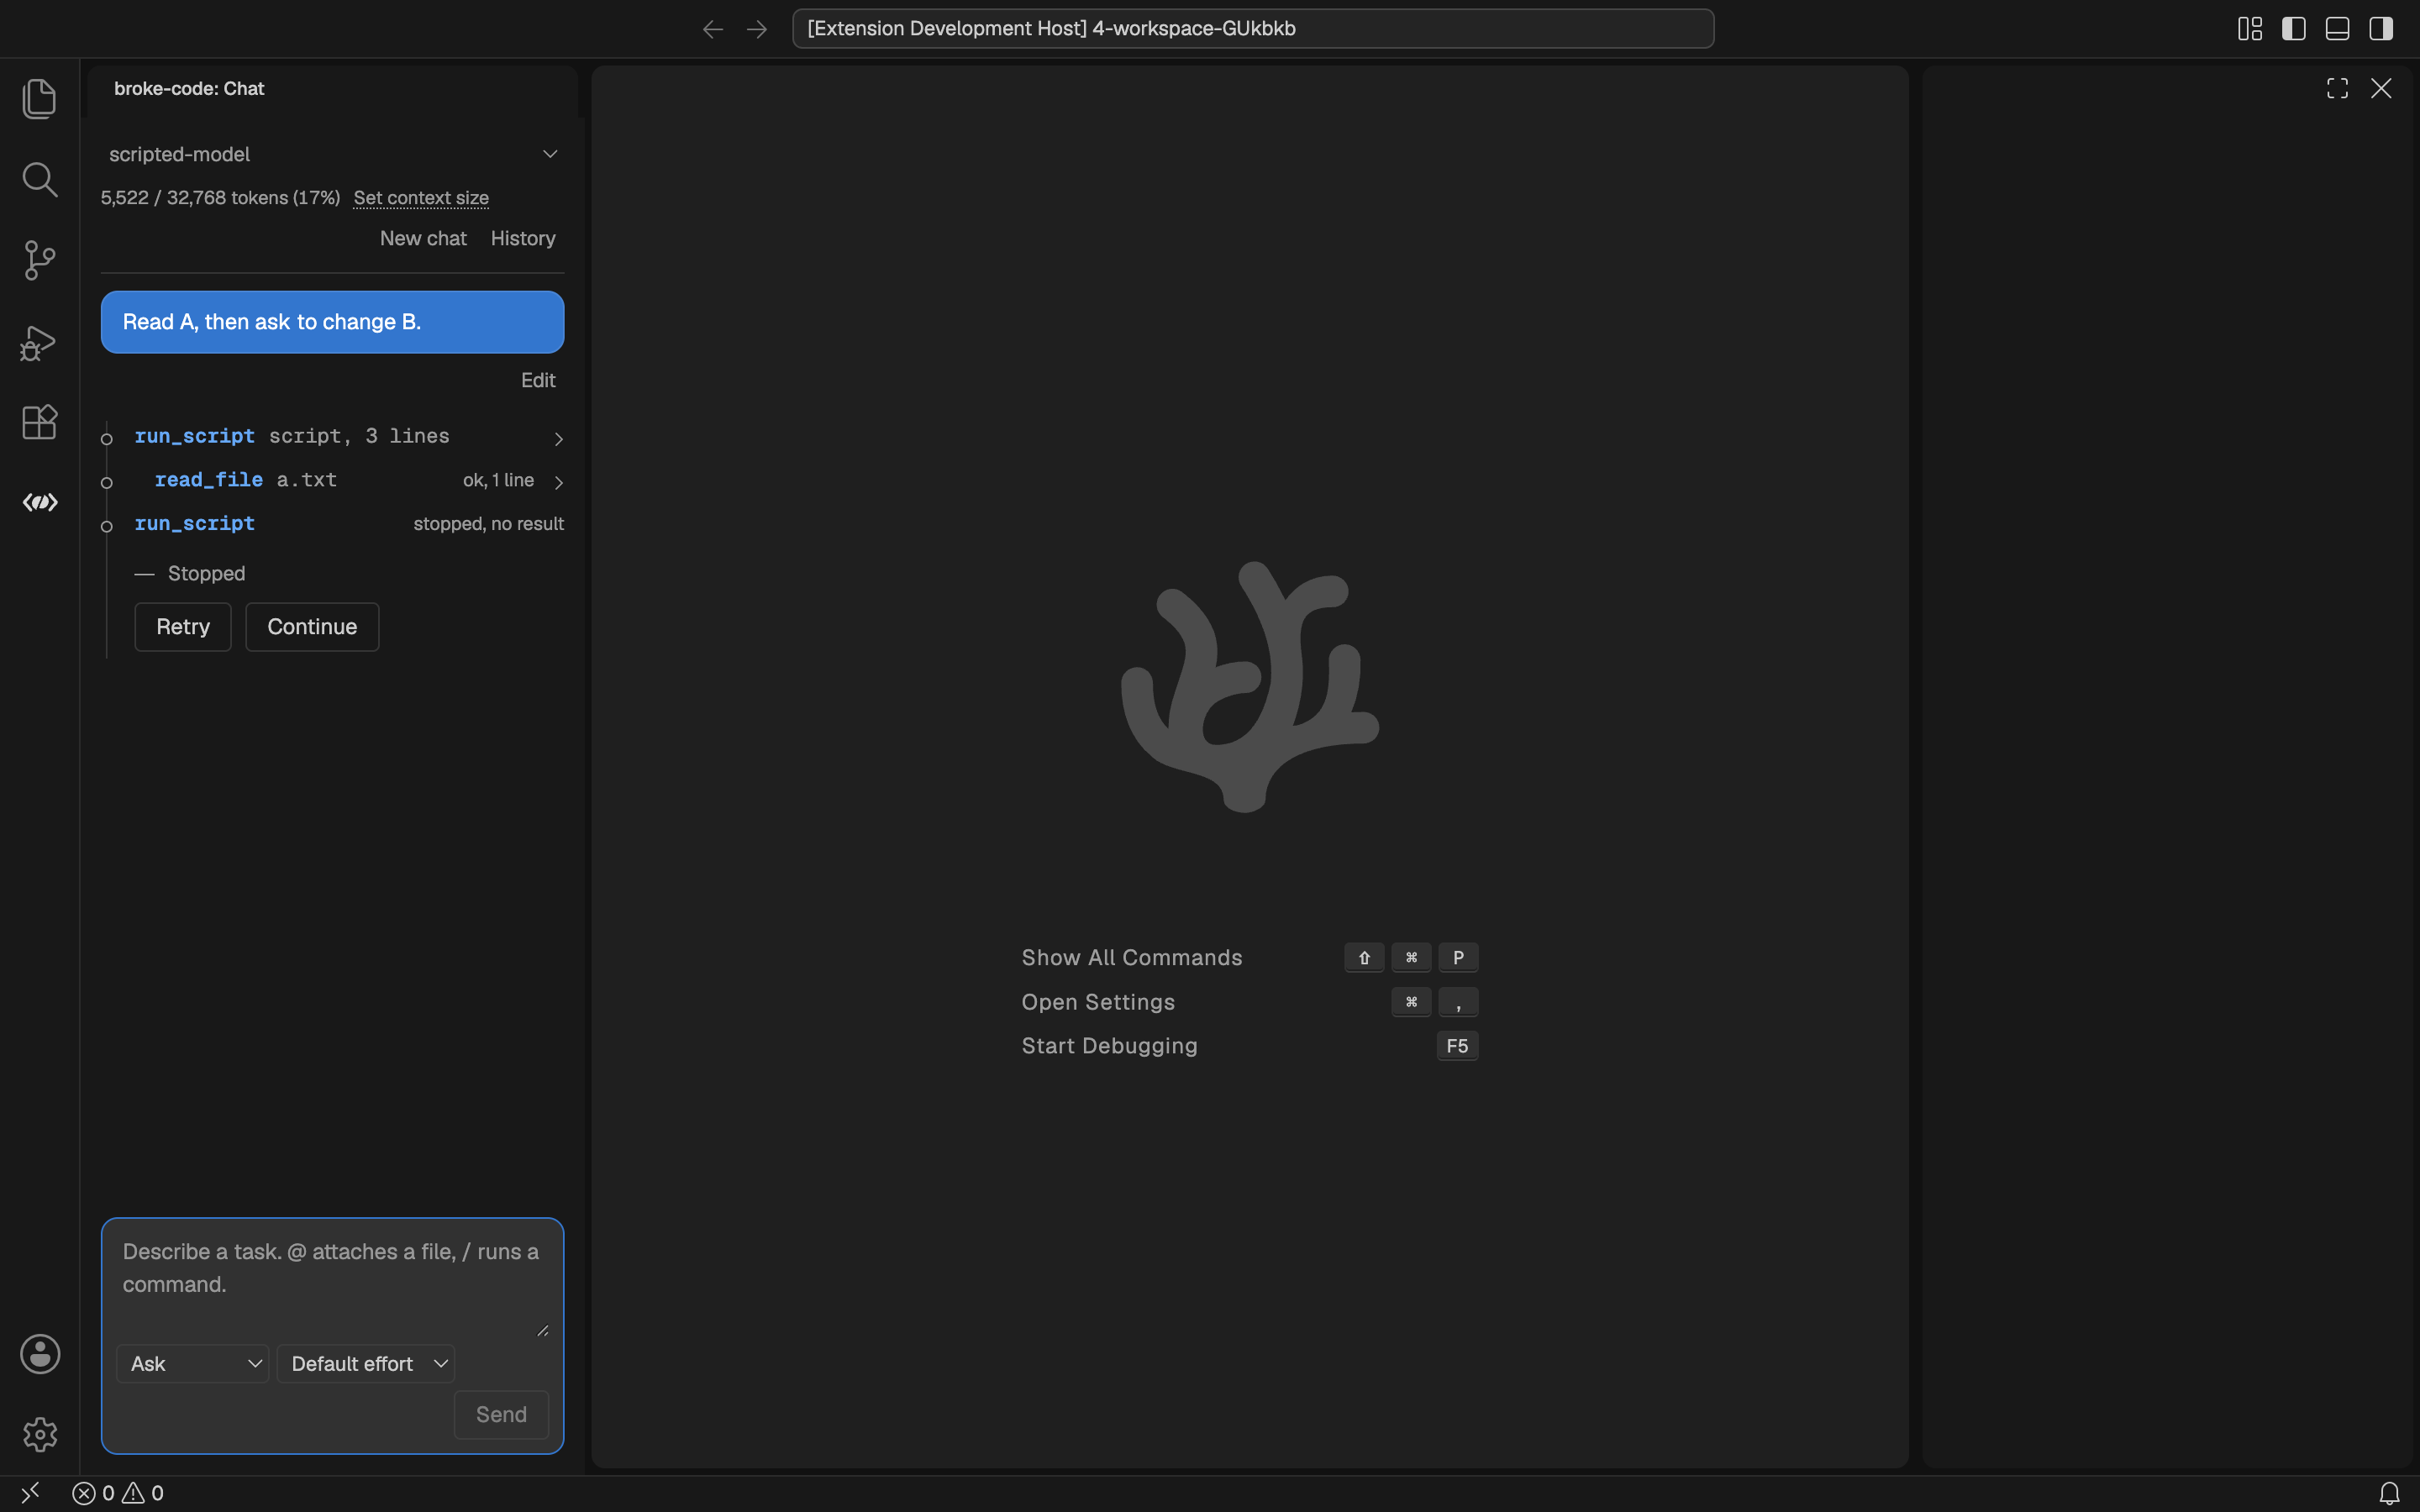 [Extension Development Host] 4-workspace-GUkbkb
broke-code: Chat
scripted-model
5,522 / 32,768 tokens (17%) Set context size
New chat History
Read A, then ask to change B.
Edit
run_script script, 3 lines
read_file a.txt ok, 1 line
run_script stopped, no result
— Stopped
Retry Continue
Show All Commands ⇧ ⌘ P
Open Settings ⌘ ,
Start Debugging F5
Describe a task. @ attaches a file, / runs a
command.
Ask Default effort
Send
0 0